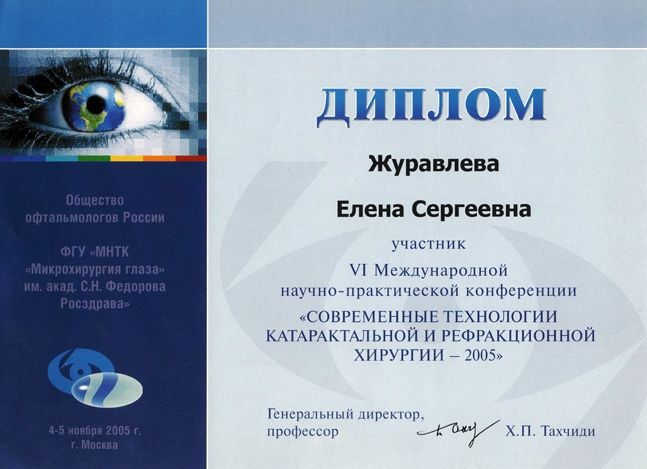 ДИПЛОМ
Журавлева
Елена Сергеевна
участник
VI Международной
научно-практической конференции
«СОВРЕМЕННЫЕ ТЕХНОЛОГИИ
КАТАРАКТАЛЬНОЙ И РЕФРАКЦИОННОЙ
ХИРУРГИИ – 2005»
Генеральный директор,
профессор Х.П. Тахчиди
Общество
офтальмологов России
ФГУ «МНТК
«Микрохирургия глаза»
им. акад. С.Н. Федорова
Росздрава»
4-5 ноября 2005 г.
г. Москва